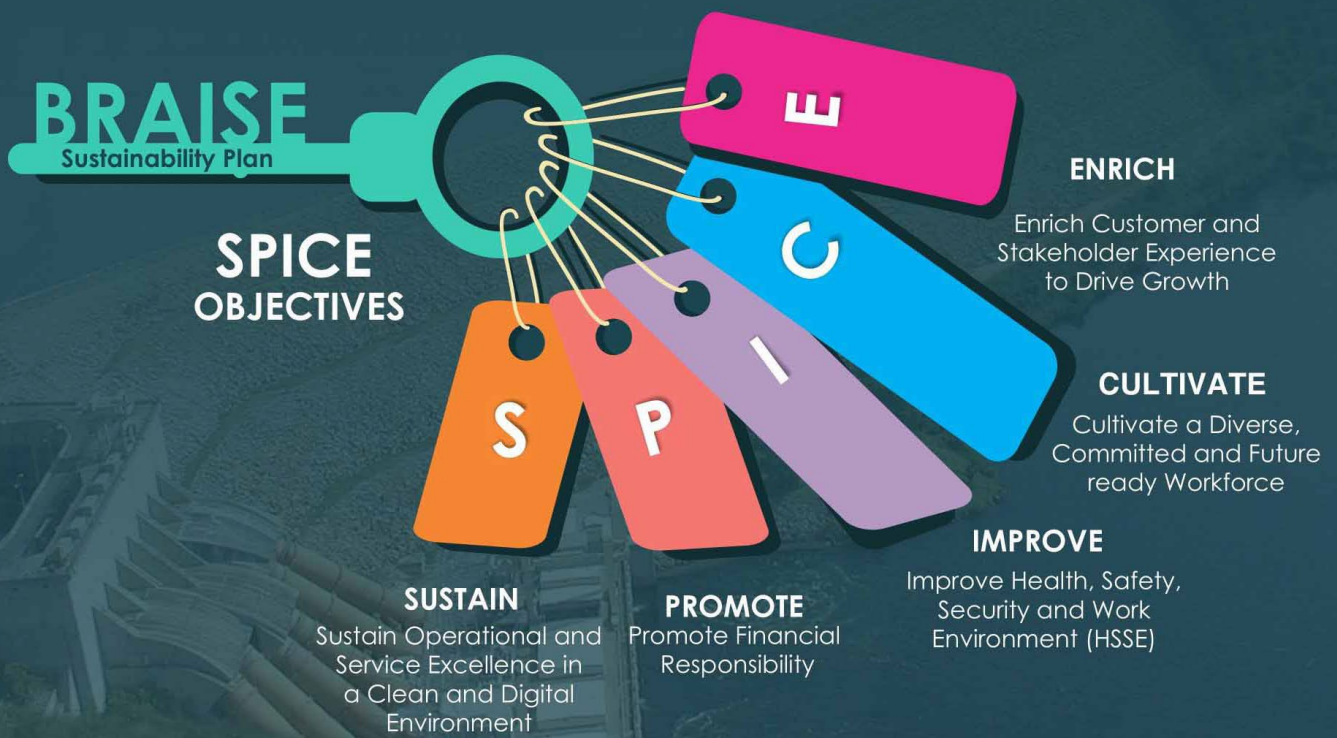 BRAISE
Sustainability Plan
SPICE
OBJECTIVES
S
P
I
C
E
SUSTAIN
Sustain Operational and
Service Excellence in
a Clean and Digital
Environment
PROMOTE
Promote Financial
Responsibility
IMPROVE
Improve Health, Safety,
Security and Work
Environment (HSSE)
CULTIVATE
Cultivate a Diverse,
Committed and Future
ready Workforce
ENRICH
Enrich Customer and
Stakeholder Experience
to Drive Growth